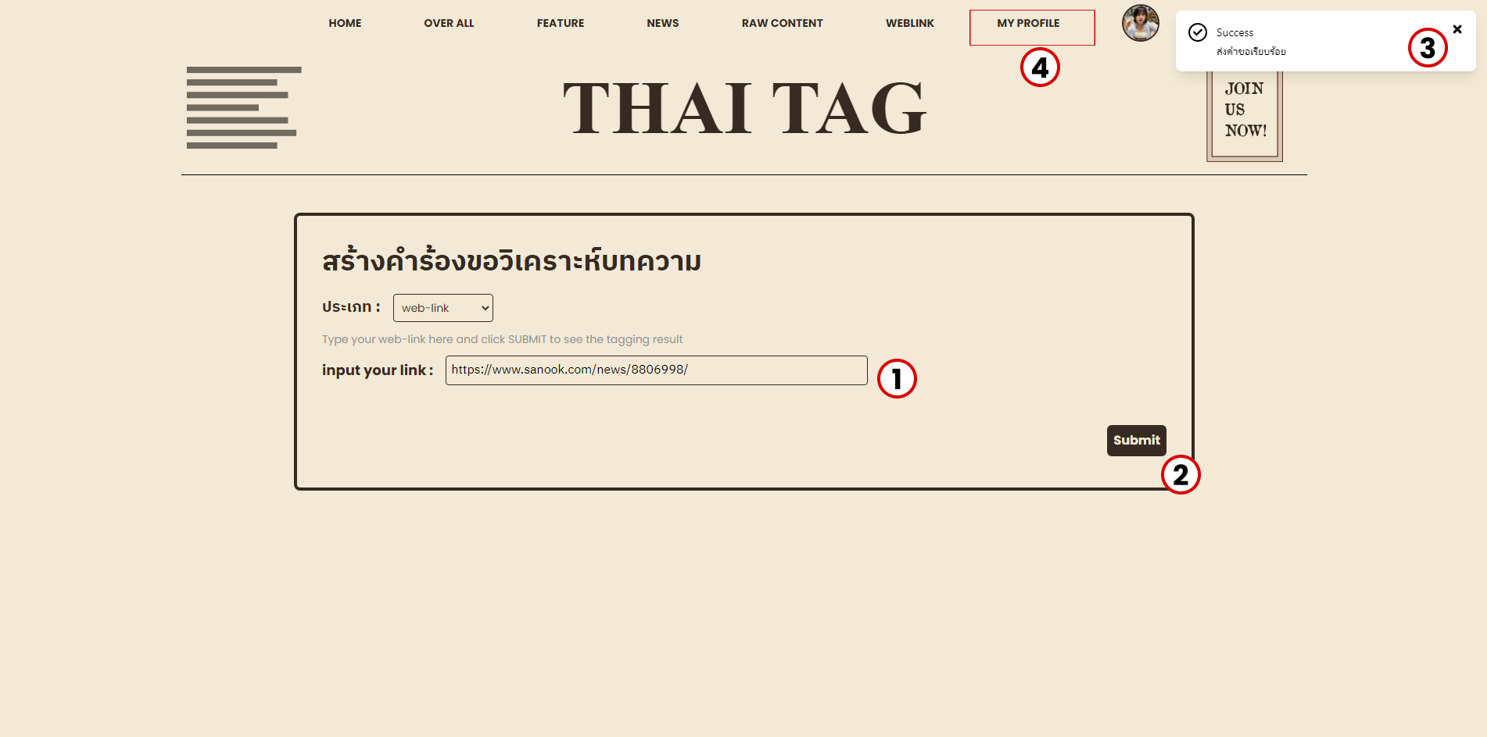 HOME OVER ALL FEATURE NEWS RAW CONTENT WEBLINK MY PROFILE
Success
ส่งคำขอเรียบร้อย
3
4
THAI TAG
JOIN
US
NOW!
สร้างคำร้องขอวิเคราะห์บทความ
ประเภท : web-link
Type your web-link here and click SUBMIT to see the tagging result
input your link : https://www.sanook.com/news/8806998/
1
Submit
2